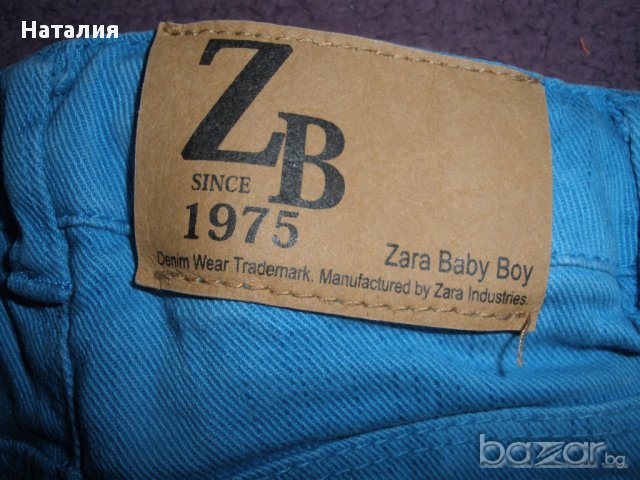 Наталия
ZB
SINCE
1975
Zara Baby Boy
Denim Wear Trademark. Manufactured by Zara Industries
bazar.bg